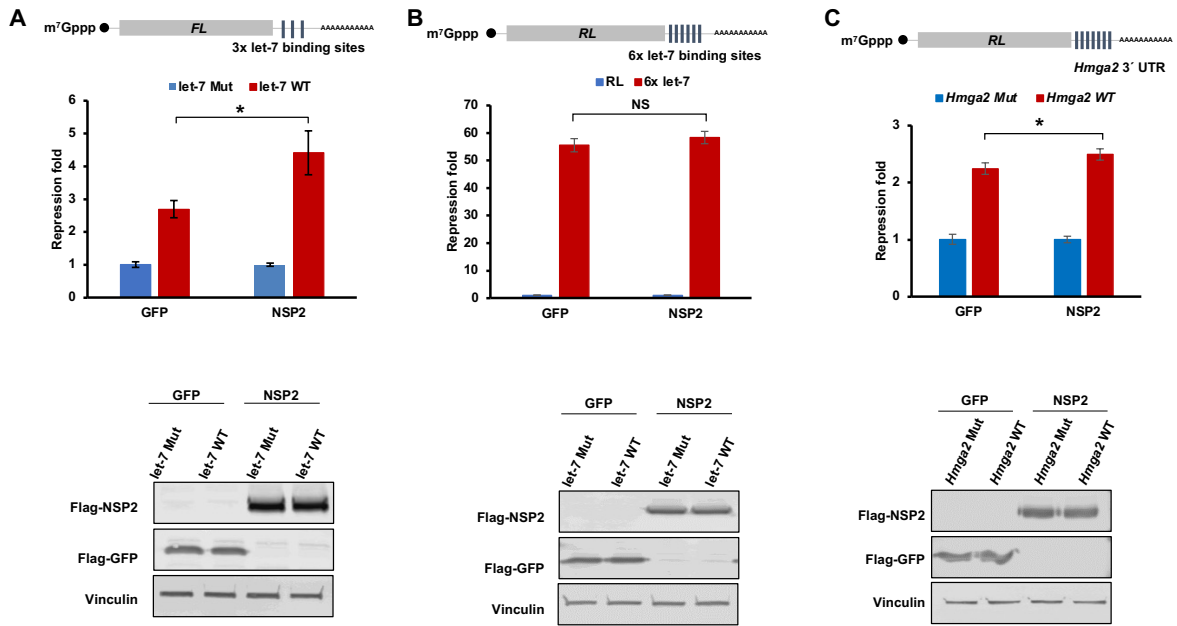 A
m⁷Gppp FL AAAAAAAAAAA
3x let-7 binding sites
let-7 Mut let-7 WT
Repression fold
6
5
4
3
2
1
0
*
GFP NSP2
GFP NSP2
let-7 Mut let-7 WT let-7 Mut let-7 WT
Flag-NSP2
Flag-GFP
Vinculin
B
m⁷Gppp RL AAAAAAAAAAA
6x let-7 binding sites
RL 6x let-7
Repression fold
70
60
50
40
30
20
10
0
NS
GFP NSP2
GFP NSP2
let-7 Mut let-7 WT let-7 Mut let-7 WT
Flag-NSP2
Flag-GFP
Vinculin
C
m⁷Gppp RL AAAAAAAAAAA
Hmga2 3´ UTR
Hmga2 Mut Hmga2 WT
Repression fold
3
2
1
0
*
GFP NSP2
GFP NSP2
Hmga2 Mut Hmga2 WT Hmga2 Mut Hmga2 WT
Flag-NSP2
Flag-GFP
Vinculin